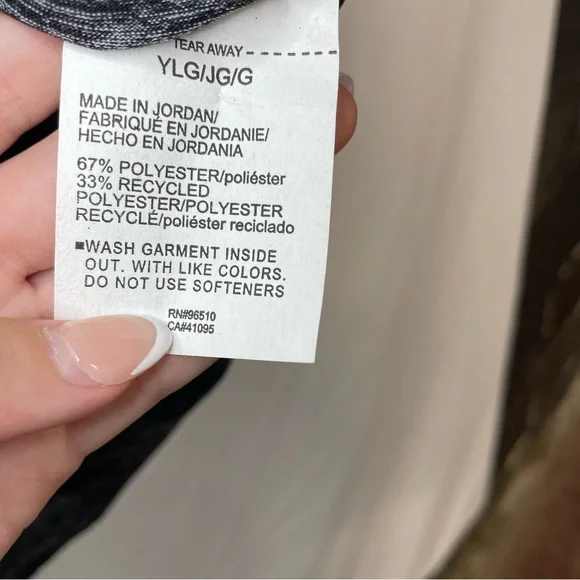 TEAR AWAY
YLG/JG/G
MADE IN JORDAN/
FABRIQUÉ EN JORDANIE/
HECHO EN JORDANIA
67% POLYESTER/poliéster
33% RECYCLED
POLYESTER/POLYESTER
RECYCLÉ/poliéster reciclado
▪WASH GARMENT INSIDE
OUT. WITH LIKE COLORS.
DO NOT USE SOFTENERS
RN#96510
CA#41095